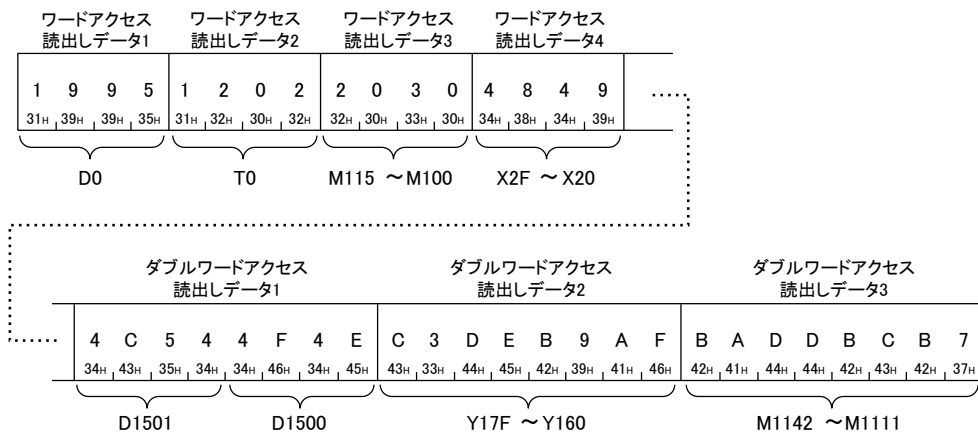 ワードアクセス ワードアクセス ワードアクセス ワードアクセス
読出しデータ1 読出しデータ2 読出しデータ3 読出しデータ4
1 9 9 5 1 2 0 2 2 0 3 0 4 8 4 9
31H 39H 39H 35H 31H 32H 30H 32H 32H 30H 33H 30H 34H 38H 34H 39H
D0 T0 M115 ~M100 X2F ~X20
ダブルワードアクセス ダブルワードアクセス ダブルワードアクセス
読出しデータ1 読出しデータ2 読出しデータ3
4 C 5 4 4 F 4 E C 3 D E B 9 A F B A D D B C B 7
34H 43H 35H 34H 34H 46H 34H 45H 43H 33H 44H 45H 42H 39H 41H 46H 42H 41H 44H 44H 42H 43H 42H 37H
D1501 D1500 Y17F ~Y160 M1142 ~M1111